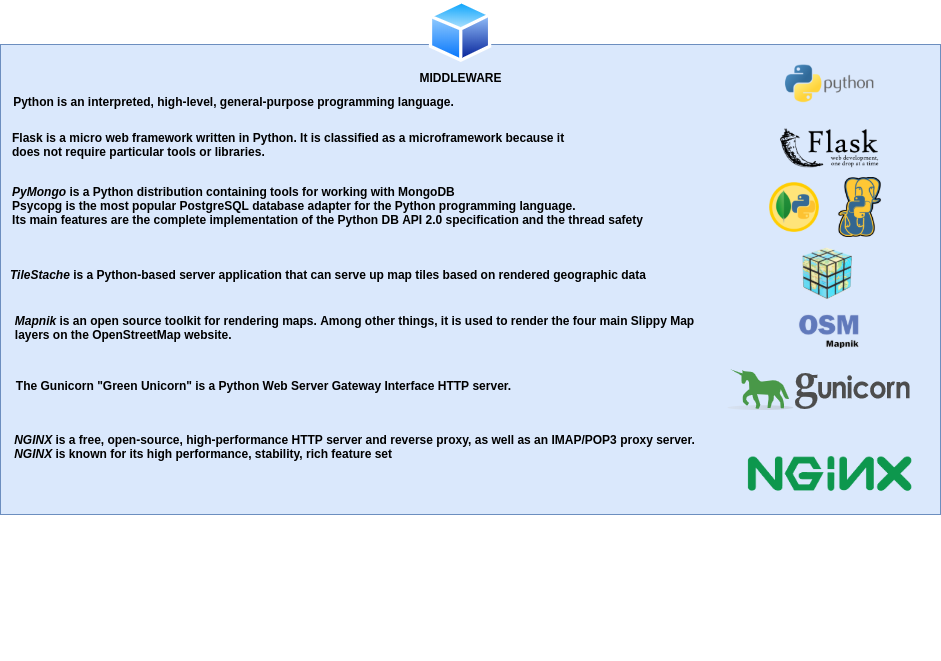 MIDDLEWARE
python
Python is an interpreted, high-level, general-purpose programming language.
Flask is a micro web framework written in Python. It is classified as a microframework because it
does not require particular tools or libraries.
Flask
web development,
one drop at a time
PyMongo is a Python distribution containing tools for working with MongoDB
Psycopg is the most popular PostgreSQL database adapter for the Python programming language.
Its main features are the complete implementation of the Python DB API 2.0 specification and the thread safety
TileStache is a Python-based server application that can serve up map tiles based on rendered geographic data
Mapnik is an open source toolkit for rendering maps. Among other things, it is used to render the four main Slippy Map
layers on the OpenStreetMap website.
OSM
Mapnik
The Gunicorn "Green Unicorn" is a Python Web Server Gateway Interface HTTP server.
gunicorn
NGINX is a free, open-source, high-performance HTTP server and reverse proxy, as well as an IMAP/POP3 proxy server.
NGINX is known for its high performance, stability, rich feature set
NGINX